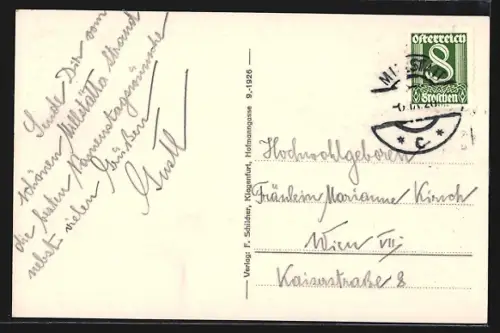 Sende Dir vom
schönen Millstätter Strand
die besten Namenstagswünsche
nebst vielen Grüßen
Gustl
Verlag: F. Schilcher, Klagenfurt, Hofmanngasse 9.-1926
Österreich
8
Groschen
* c *
Hochwohlgeboren
Fräulein Marianne Kirsch
Wien VII
Kaiserstraße 8